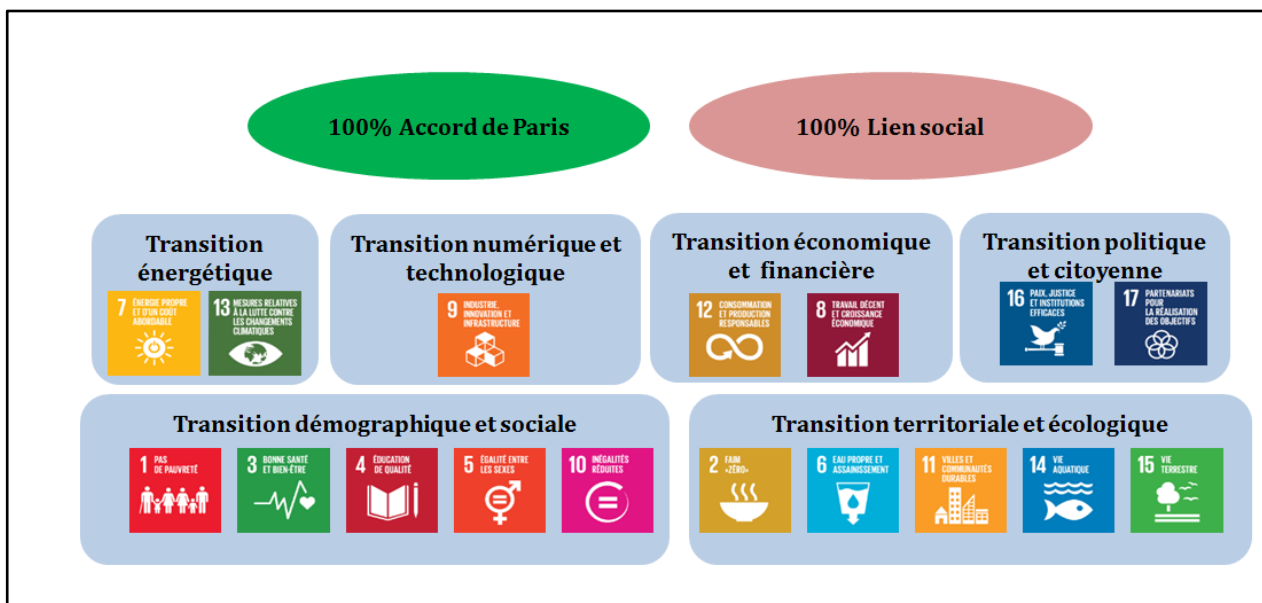 100% Accord de Paris
100% Lien social
Transition
énergétique
7 ÉNERGIE PROPRE
ET D'UN COÛT
ABORDABLE
13 MESURES RELATIVES
À LA LUTTE CONTRE
LES CHANGEMENTS
CLIMATIQUES
Transition numérique et
technologique
9 INDUSTRIE,
INNOVATION ET
INFRASTRUCTURE
Transition économique
et financière
12 CONSOMMATION
ET PRODUCTION
RESPONSABLES
8 TRAVAIL DÉCENT
ET CROISSANCE
ÉCONOMIQUE
Transition politique
et citoyenne
16 PAIX, JUSTICE
ET INSTITUTIONS
EFFICACES
17 PARTENARIATS
POUR
LA RÉALISATION
DES OBJECTIFS
Transition démographique et sociale
1 PAS
DE PAUVRETÉ
3 BONNE SANTÉ
ET BIEN-ÊTRE
4 ÉDUCATION
DE QUALITÉ
5 ÉGALITÉ ENTRE
LES SEXES
10 INÉGALITÉS
RÉDUITES
Transition territoriale et écologique
2 FAIM
«ZÉRO»
6 EAU PROPRE ET
ASSAINISSEMENT
11 VILLES ET
COMMUNAUTÉS
DURABLES
14 VIE
AQUATIQUE
15 VIE
TERRESTRE